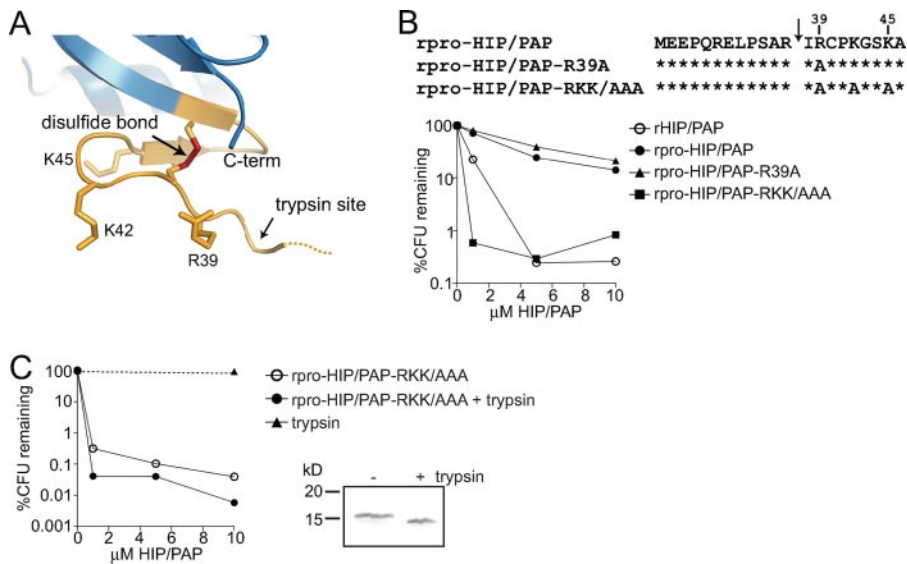 A
disulfide bond
K45
C-term
trypsin site
K42
R39
B
39 45
rpro-HIP/PAP MEEPQRELPSAR↓IRCPKGSKA
rpro-HIP/PAP-R39A ************ *A*******
rpro-HIP/PAP-RKK/AAA ************ *A**A**A*
%CFU remaining
100
10
1
0.1
0 2 4 6 8 10
μM HIP/PAP
rHIP/PAP
rpro-HIP/PAP
rpro-HIP/PAP-R39A
rpro-HIP/PAP-RKK/AAA
C
%CFU remaining
100
10
1
0.1
0.01
0.001
0 2 4 6 8 10
μM HIP/PAP
rpro-HIP/PAP-RKK/AAA
rpro-HIP/PAP-RKK/AAA + trypsin
trypsin
kD - + trypsin
20
15